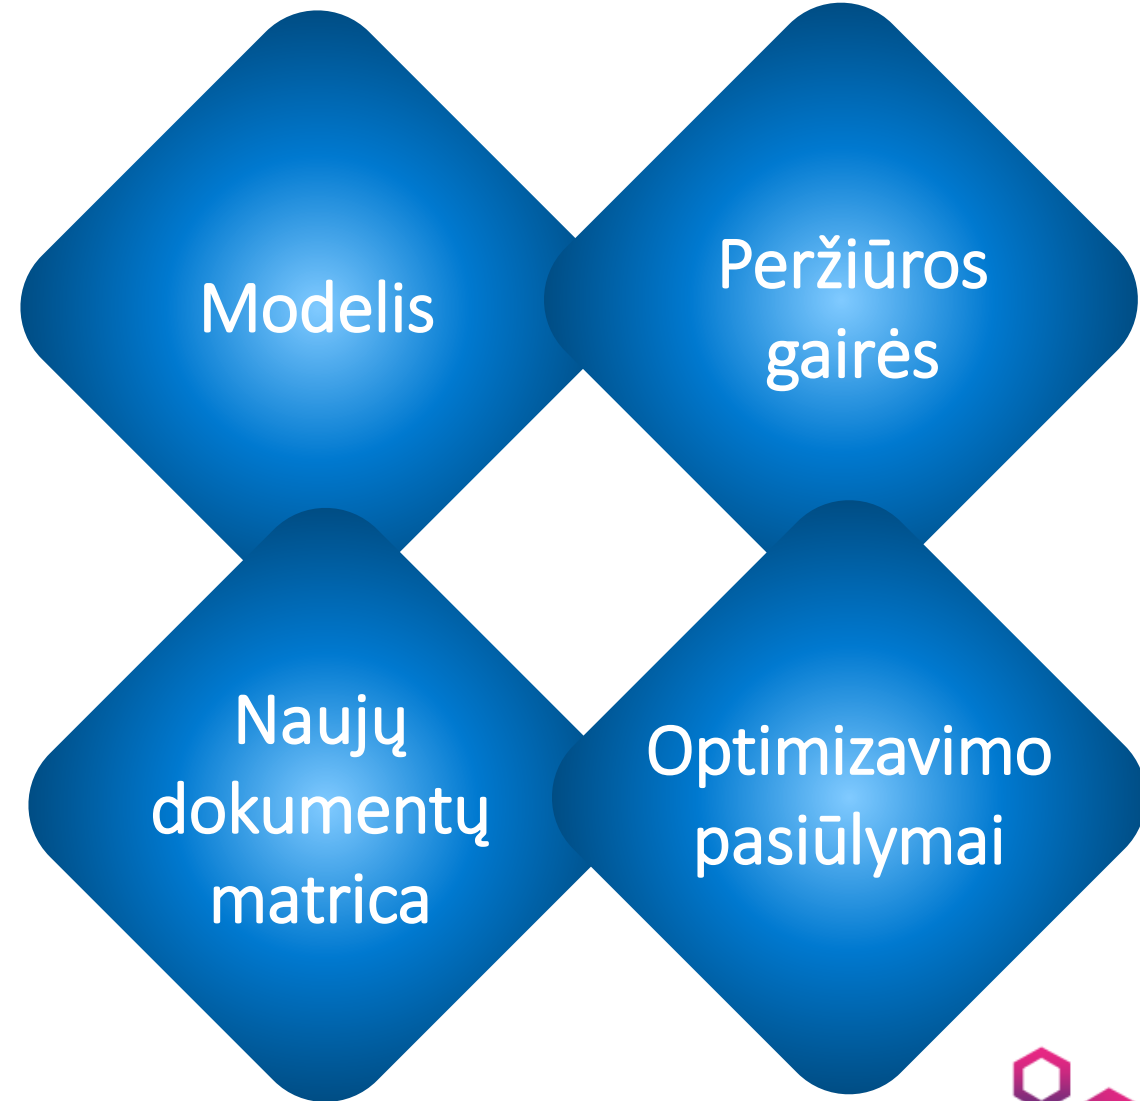 Modelis
Peržiūros
gairės
Naujų
dokumentų
matrica
Optimizavimo
pasiūlymai